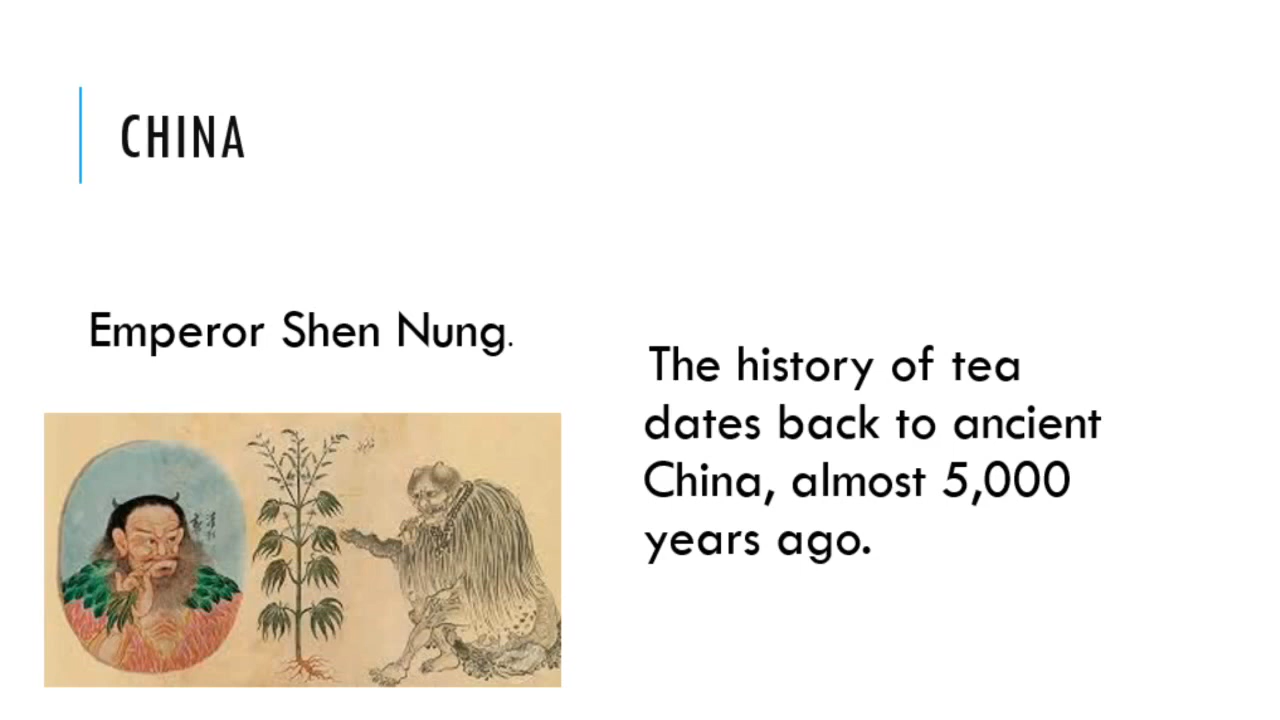 CHINA
Emperor Shen Nung.
The history of tea
dates back to ancient
China, almost 5,000
years ago.